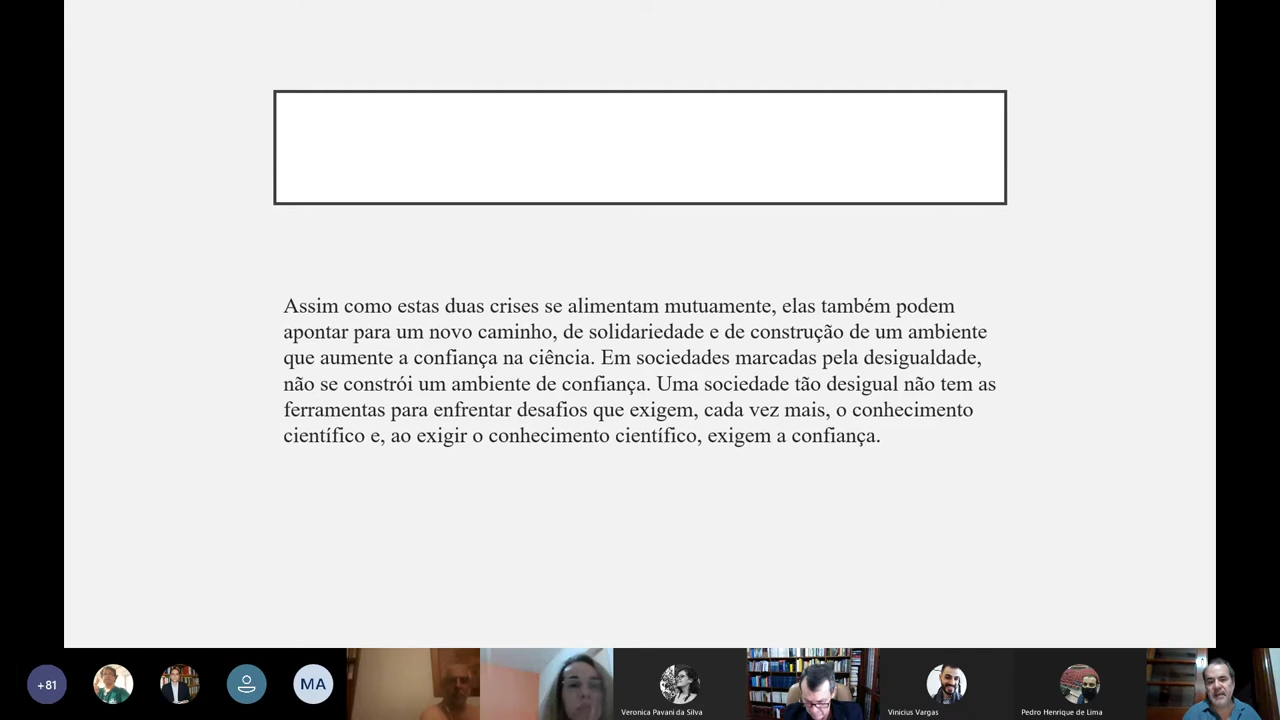 Assim como estas duas crises se alimentam mutuamente, elas também podem
apontar para um novo caminho, de solidariedade e de construção de um ambiente
que aumente a confiança na ciência. Em sociedades marcadas pela desigualdade,
não se constrói um ambiente de confiança. Uma sociedade tão desigual não tem as
ferramentas para enfrentar desafios que exigem, cada vez mais, o conhecimento
científico e, ao exigir o conhecimento científico, exigem a confiança.
+81
MA
Veronica Pavani da Silva
Vinicius Vargas
Pedro Henrique de Lima